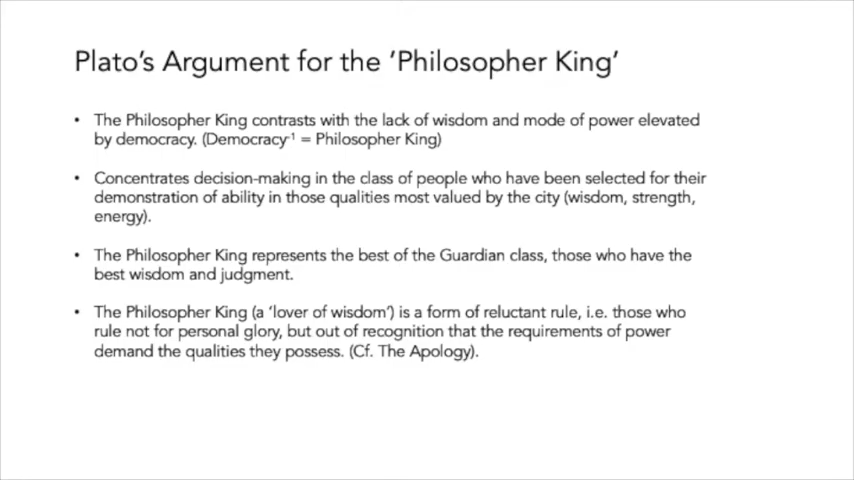 Plato’s Argument for the ‘Philosopher King’
• The Philosopher King contrasts with the lack of wisdom and mode of power elevated
by democracy. (Democracy⁻¹ = Philosopher King)
• Concentrates decision-making in the class of people who have been selected for their
demonstration of ability in those qualities most valued by the city (wisdom, strength,
energy).
• The Philosopher King represents the best of the Guardian class, those who have the
best wisdom and judgment.
• The Philosopher King (a ‘lover of wisdom’) is a form of reluctant rule, i.e. those who
rule not for personal glory, but out of recognition that the requirements of power
demand the qualities they possess. (Cf. The Apology).